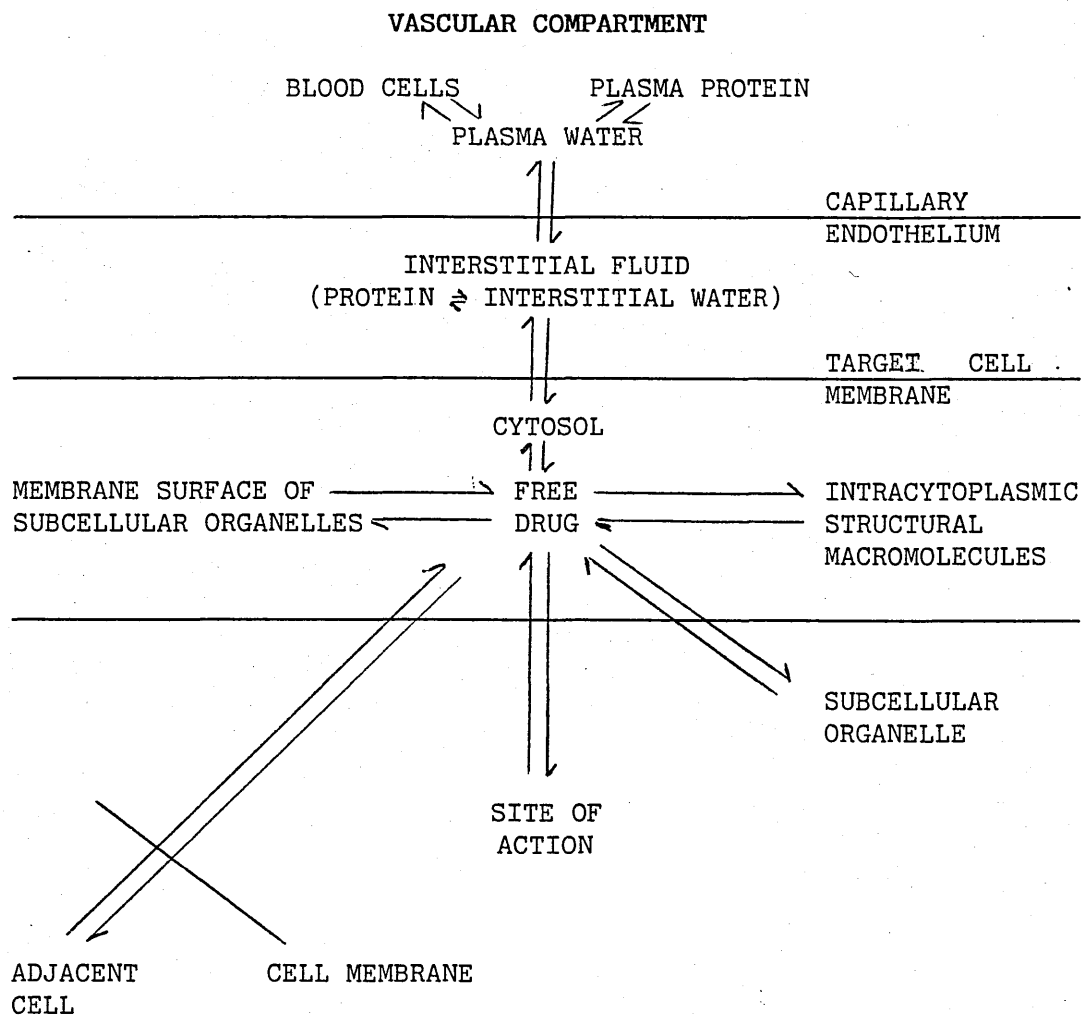 VASCULAR COMPARTMENT
BLOOD CELLS PLASMA PROTEIN
PLASMA WATER
CAPILLARY
ENDOTHELIUM
INTERSTITIAL FLUID
(PROTEIN ⇌ INTERSTITIAL WATER)
TARGET CELL
MEMBRANE
CYTOSOL
MEMBRANE SURFACE OF
SUBCELLULAR ORGANELLES
FREE
DRUG
INTRACYTOPLASMIC
STRUCTURAL
MACROMOLECULES
SUBCELLULAR
ORGANELLE
SITE OF
ACTION
ADJACENT
CELL
CELL MEMBRANE